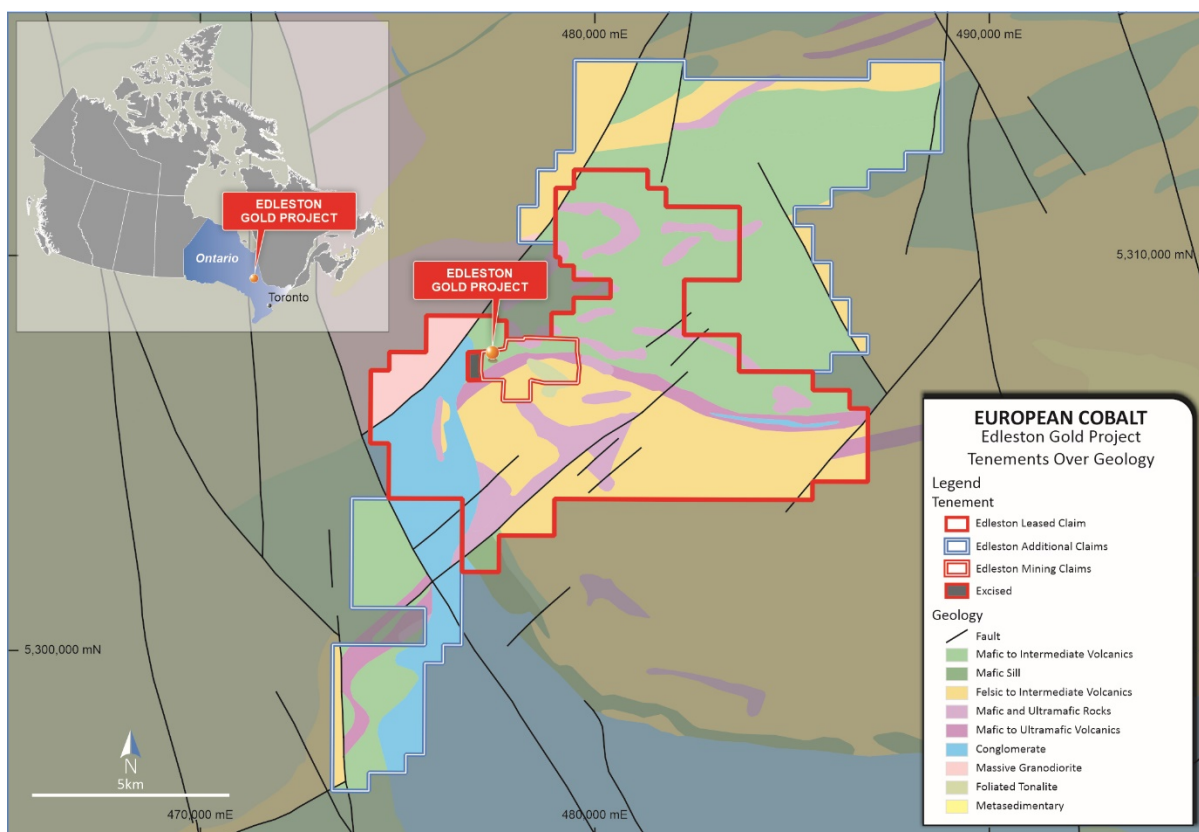 480,000 mE
490,000 mE
EDLESTON
GOLD PROJECT
Ontario
Toronto
5,310,000 mN
EDLESTON
GOLD PROJECT
5,300,000 mN
N
5km
470,000 mE
480,000 mE
EUROPEAN COBALT
Edleston Gold Project
Tenements Over Geology
Legend
Tenement
Edleston Leased Claim
Edleston Additional Claims
Edleston Mining Claims
Excised
Geology
Fault
Mafic to Intermediate Volcanics
Mafic Sill
Felsic to Intermediate Volcanics
Mafic and Ultramafic Rocks
Mafic to Ultramafic Volcanics
Conglomerate
Massive Granodiorite
Foliated Tonalite
Metasedimentary